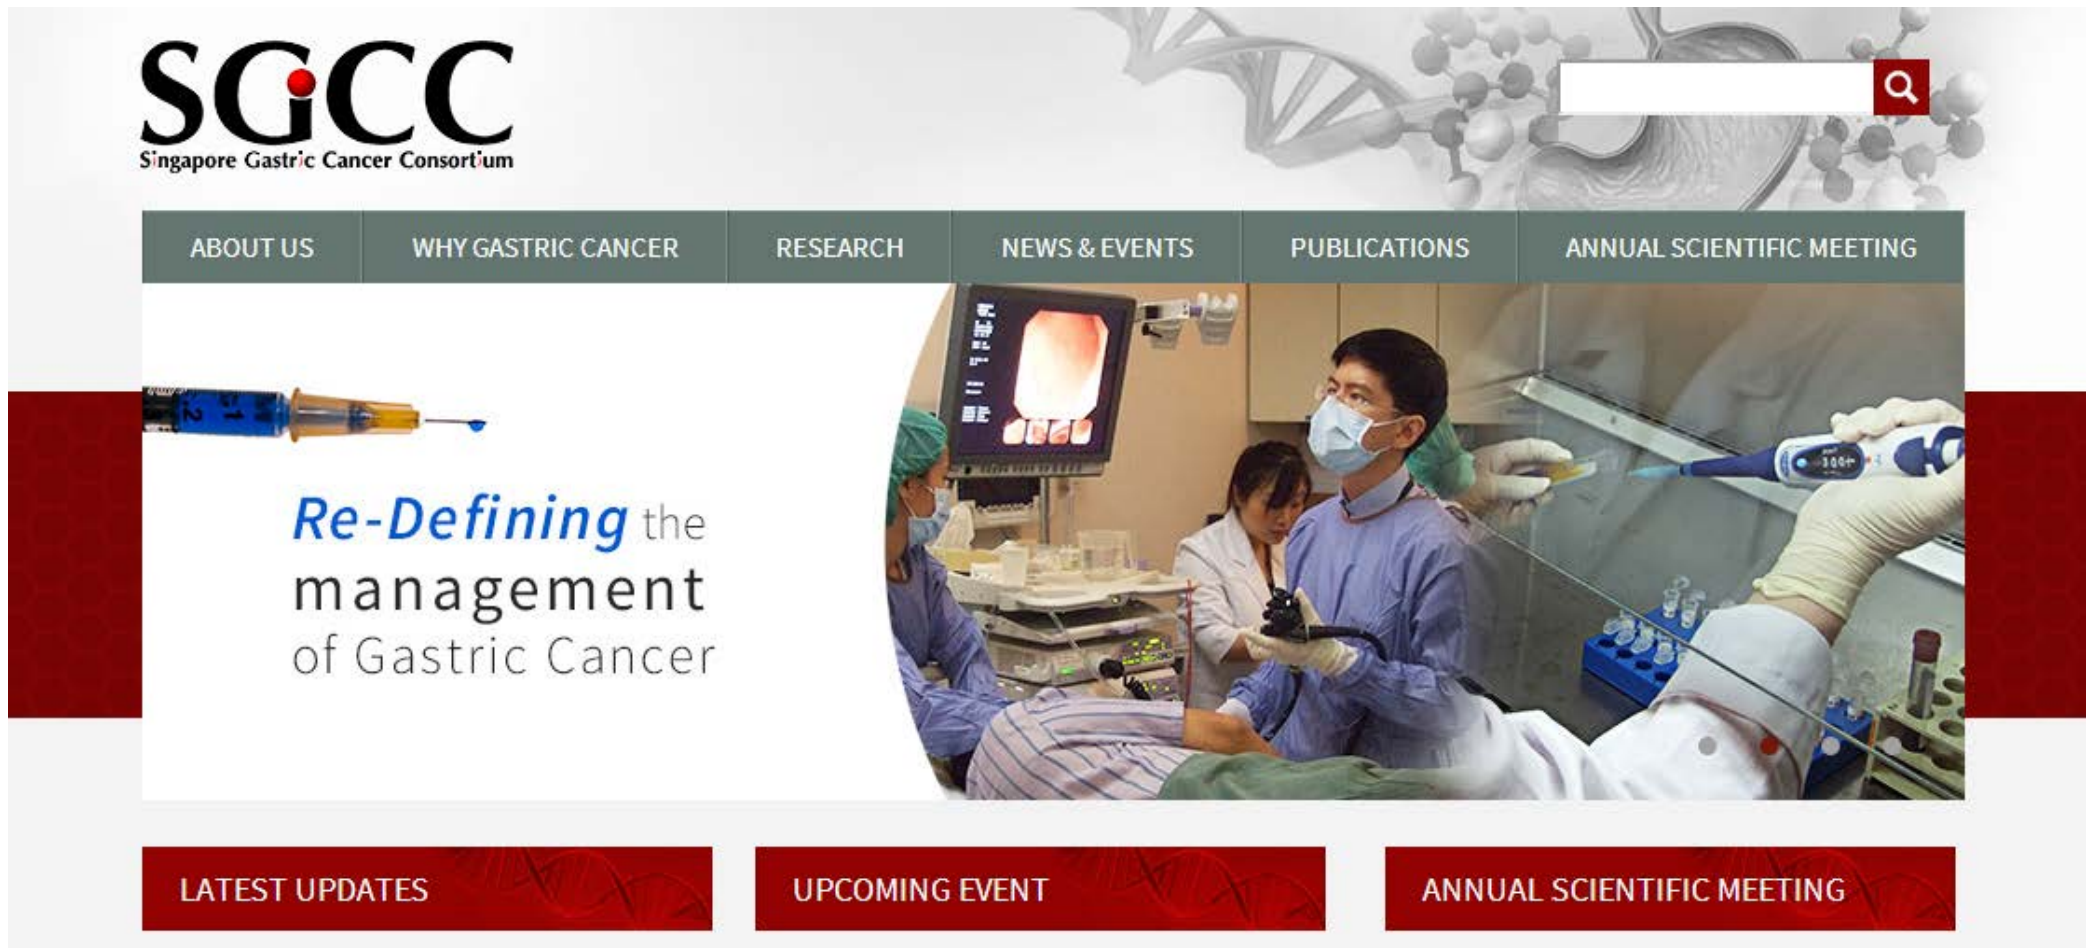 SGCC
Singapore Gastric Cancer Consortium
ABOUT US
WHY GASTRIC CANCER
RESEARCH
NEWS & EVENTS
PUBLICATIONS
ANNUAL SCIENTIFIC MEETING
Re-Defining the
management
of Gastric Cancer
LATEST UPDATES
UPCOMING EVENT
ANNUAL SCIENTIFIC MEETING